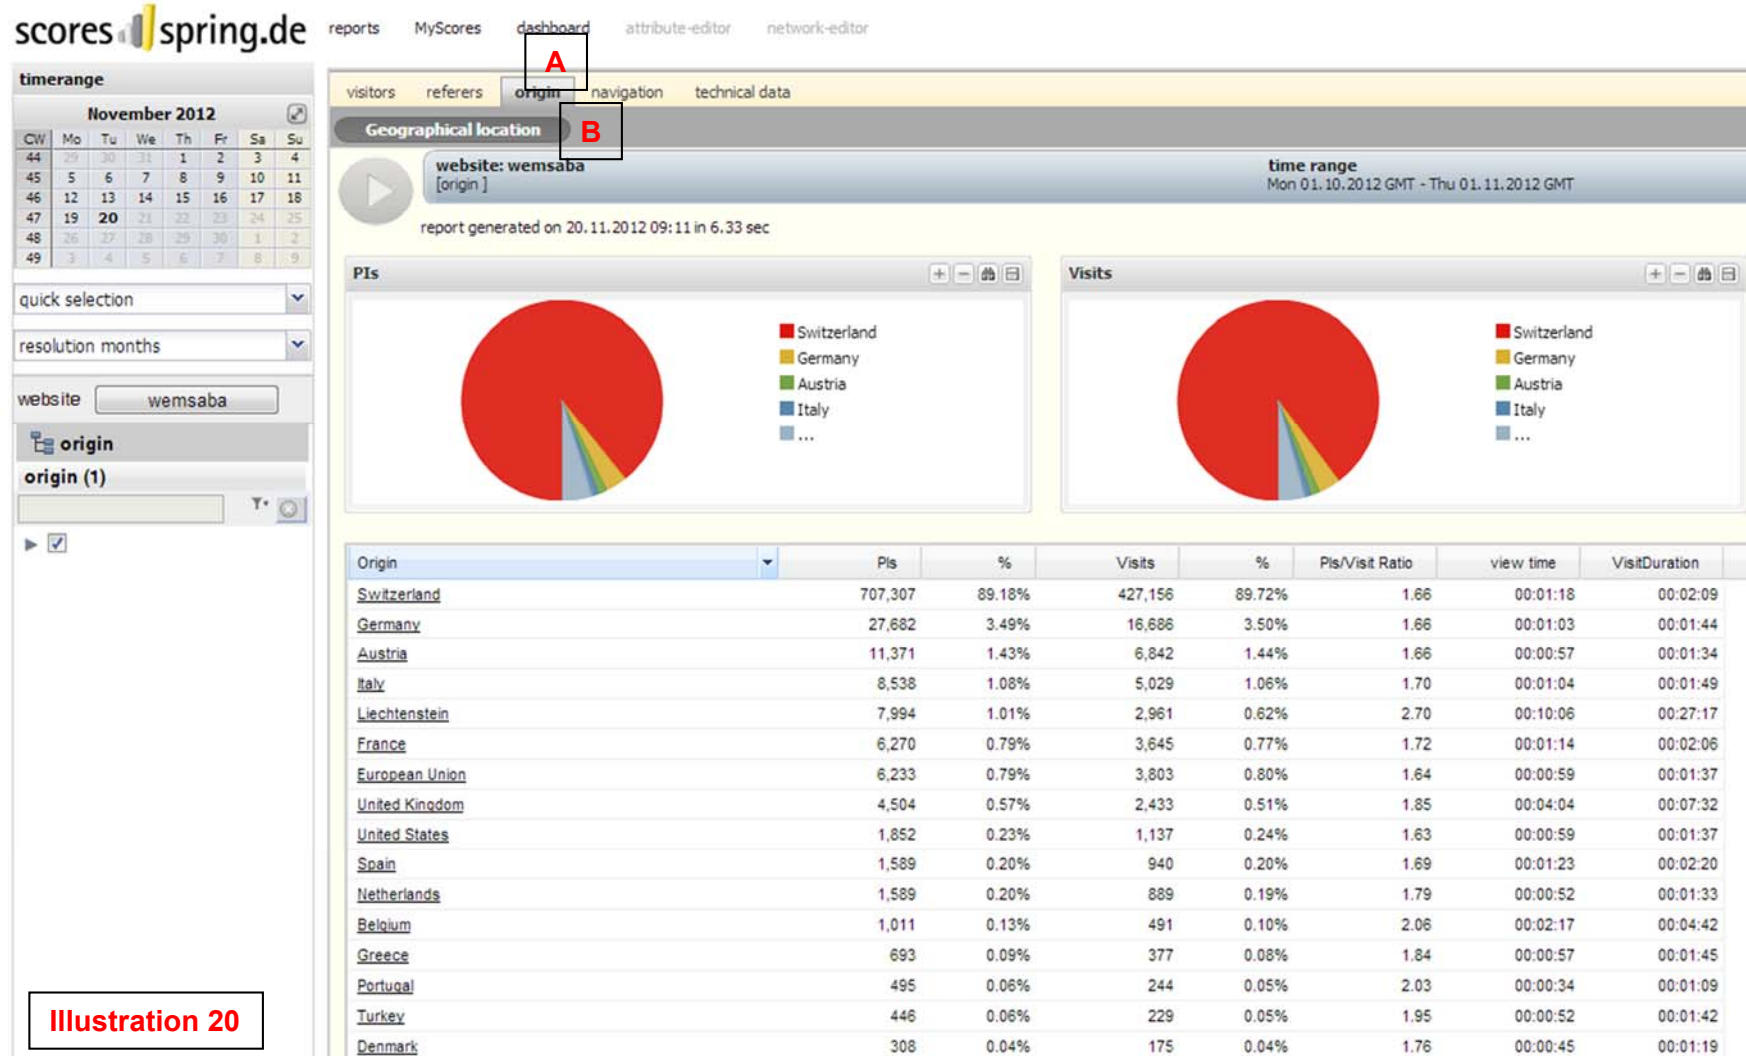 scores spring.de reports MyScores dashboard attribute-editor network-editor
A
timerange
visitors referers origin navigation technical data
November 2012
Geographical location B
CW Mo Tu We Th Fr Sa Su
44 29 30 31 1 2 3 4
45 5 6 7 8 9 10 11
46 12 13 14 15 16 17 18
47 19 20 21 22 23 24 25
48 26 27 28 29 30 1 2
49 3 4 5 6 7 8 9
website: wemsaba time range
[origin ] Mon 01.10.2012 GMT - Thu 01.11.2012 GMT
report generated on 20.11.2012 09:11 in 6.33 sec
quick selection
resolution months
website wemsaba
origin
origin (1)
PIs
Switzerland
Germany
Austria
Italy
...
Visits
Switzerland
Germany
Austria
Italy
...
Origin PIs % Visits % PIs/Visit Ratio view time VisitDuration
Switzerland 707,307 89.18% 427,156 89.72% 1.66 00:01:18 00:02:09
Germany 27,682 3.49% 16,686 3.50% 1.66 00:01:03 00:01:44
Austria 11,371 1.43% 6,842 1.44% 1.66 00:00:57 00:01:34
Italy 8,538 1.08% 5,029 1.06% 1.70 00:01:04 00:01:49
Liechtenstein 7,994 1.01% 2,961 0.62% 2.70 00:10:06 00:27:17
France 6,270 0.79% 3,645 0.77% 1.72 00:01:14 00:02:06
European Union 6,233 0.79% 3,803 0.80% 1.64 00:00:59 00:01:37
United Kingdom 4,504 0.57% 2,433 0.51% 1.85 00:04:04 00:07:32
United States 1,852 0.23% 1,137 0.24% 1.63 00:00:59 00:01:37
Spain 1,589 0.20% 940 0.20% 1.69 00:01:23 00:02:20
Netherlands 1,589 0.20% 889 0.19% 1.79 00:00:52 00:01:33
Belgium 1,011 0.13% 491 0.10% 2.06 00:02:17 00:04:42
Greece 693 0.09% 377 0.08% 1.84 00:00:57 00:01:45
Portugal 495 0.06% 244 0.05% 2.03 00:00:34 00:01:09
Turkey 446 0.06% 229 0.05% 1.95 00:00:52 00:01:42
Denmark 308 0.04% 175 0.04% 1.76 00:00:45 00:01:19
Illustration 20